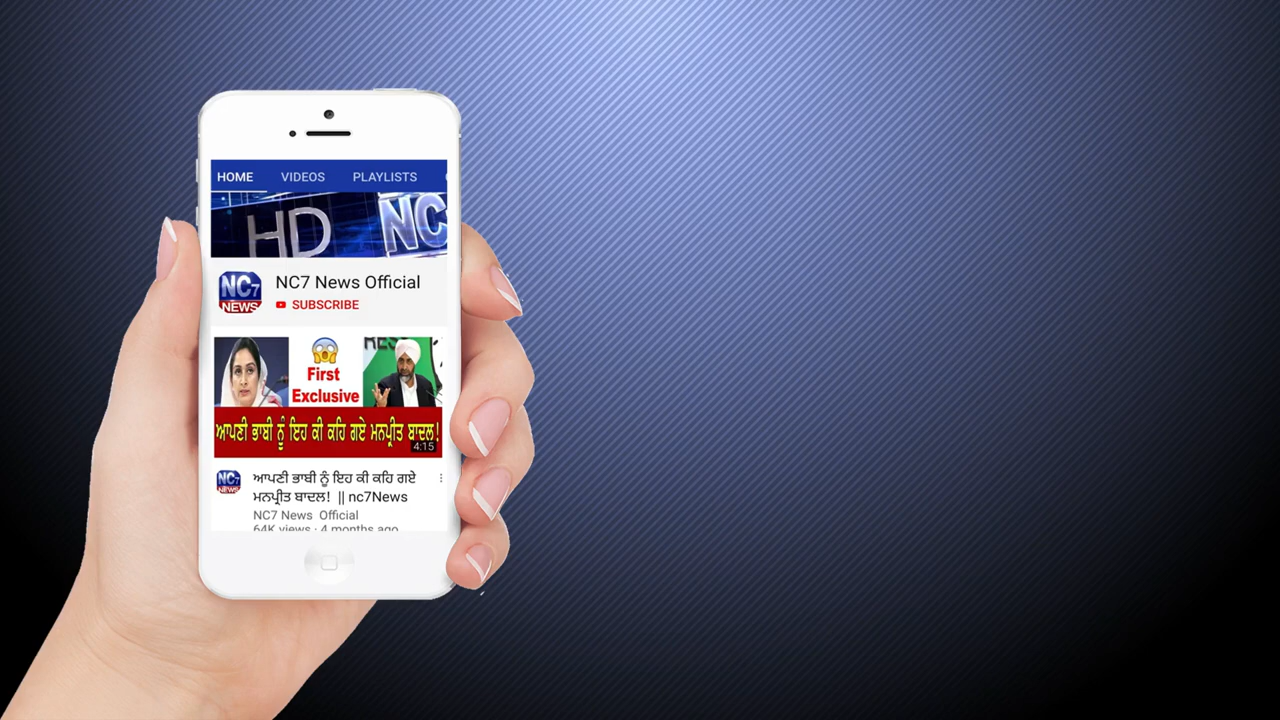 HOME VIDEOS PLAYLISTS
HD NC
NC7 NEWS
NC7 News Official
SUBSCRIBE
First
Exclusive
ਆਪਣੀ ਭਾਬੀ ਨੂੰ ਇਹ ਕੀ ਕਹਿ ਗਏ ਮਨਪ੍ਰੀਤ ਬਾਦਲ!
4:15
NC7 NEWS
ਆਪਣੀ ਭਾਬੀ ਨੂੰ ਇਹ ਕੀ ਕਹਿ ਗਏ
ਮਨਪ੍ਰੀਤ ਬਾਦਲ! || nc7News
NC7 News Official
64K views · 4 months ago